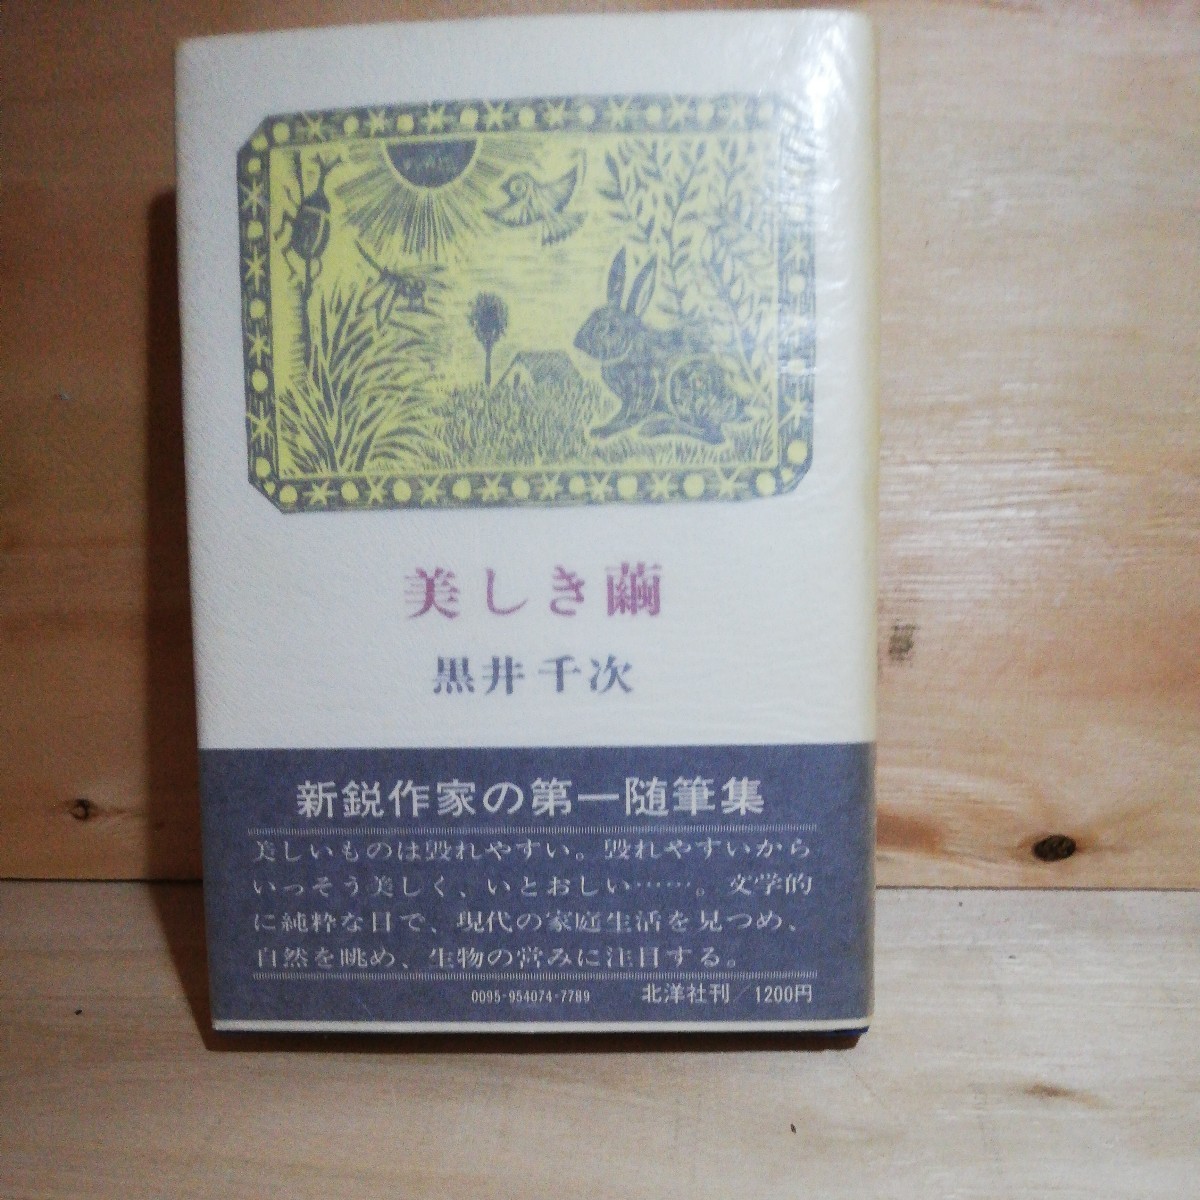 美しき繭
黒井千次
新鋭作家の第一随筆集
美しいものは毀れやすい。毀れやすいから
いっそう美しく、いとおしい……。文学的
に純粋な目で、現代の家庭生活を見つめ、
自然を眺め、生物の営みに注目する。
0095-954074-7789 北洋社刊/1200円